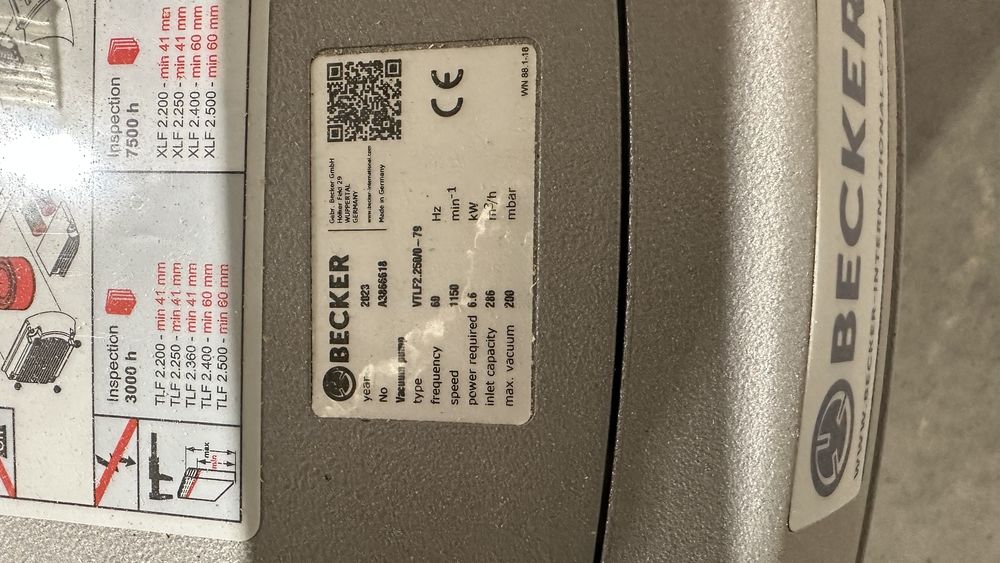 Inspection
7500 h
XLF 2.200 - min 41 mm
XLF 2.250 - min 41 mm
XLF 2.400 - min 60 mm
XLF 2.500 - min 60 mm
Inspection
3000 h
TLF 2.200 - min 41 mm
TLF 2.250 - min 41 mm
TLF 2.360 - min 41 mm
TLF 2.400 - min 60 mm
TLF 2.500 - min 60 mm
max
min
BECKER
Gebr. Becker GmbH
Hölker Feld 29
WUPPERTAL
GERMANY
www.becker-international.com
Made in Germany
CE
WN 88.1-18
year 2023
No A3866618
Vacuum pump
type VTLF2.250/0-79
frequency 60 Hz
speed 1150 min⁻¹
power required 6.6 kW
inlet capacity 286 m³/h
max. vacuum 200 mbar
BECKER
WWW.BECKER-INTERNATIONAL.COM